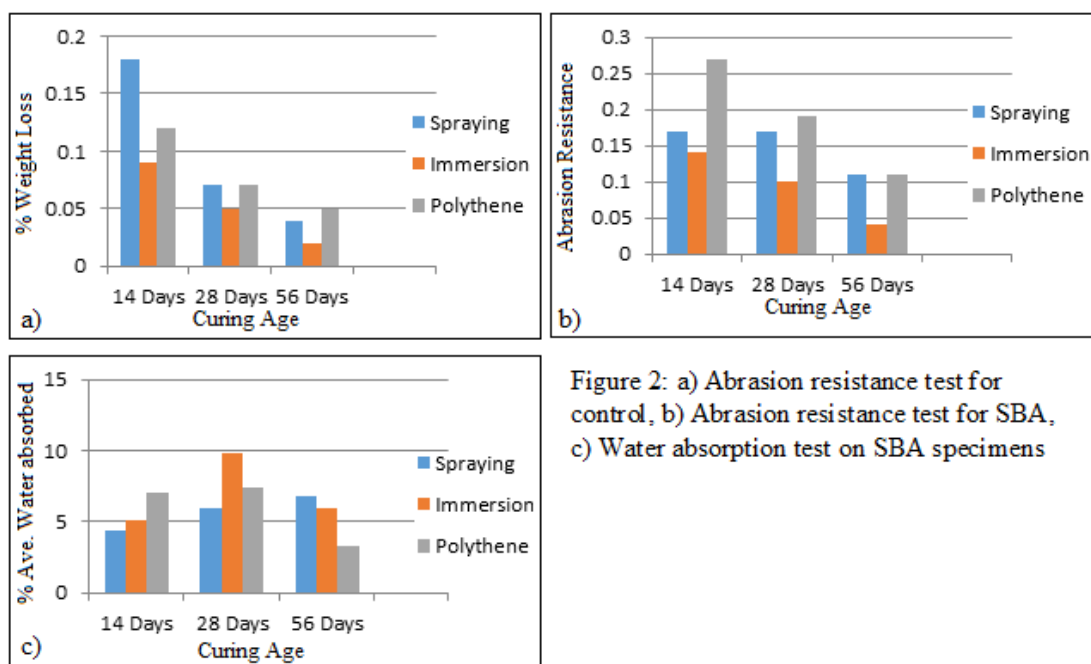 0.2
0.15
0.1
0.05
0
% Weight Loss
14 Days 28 Days 56 Days
Curing Age
Spraying
Immersion
Polythene
a)
0.3
0.25
0.2
0.15
0.1
0.05
0
Abrasion Resistance
14 Days 28 Days 56 Days
Curing Age
Spraying
Immersion
Polythene
b)
15
10
5
0
% Ave. Water absorbed
14 Days 28 Days 56 Days
Curing Age
Spraying
Immersion
Polythene
c)
Figure 2: a) Abrasion resistance test for
control, b) Abrasion resistance test for SBA,
c) Water absorption test on SBA specimens